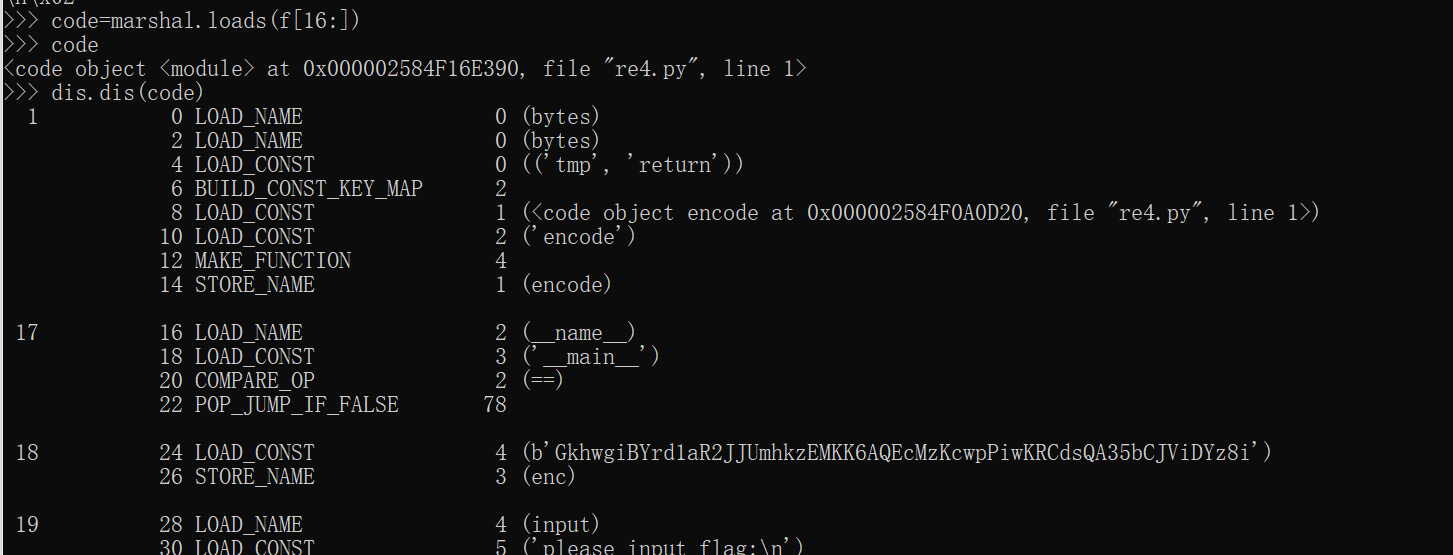 \n\x02
>>> code=marshal.loads(f[16:])
>>> code
<code object <module> at 0x000002584F16E390, file "re4.py", line 1>
>>> dis.dis(code)
1 0 LOAD_NAME 0 (bytes)
2 LOAD_NAME 0 (bytes)
4 LOAD_CONST 0 (('tmp', 'return'))
6 BUILD_CONST_KEY_MAP 2
8 LOAD_CONST 1 (<code object encode at 0x000002584F0A0D20, file "re4.py", line 1>)
10 LOAD_CONST 2 ('encode')
12 MAKE_FUNCTION 4
14 STORE_NAME 1 (encode)
17 16 LOAD_NAME 2 (__name__)
18 LOAD_CONST 3 ('__main__')
20 COMPARE_OP 2 (==)
22 POP_JUMP_IF_FALSE 78
18 24 LOAD_CONST 4 (b'GkhwgiBYrd1aR2JJUmhkzEMKK6AQEcMzKcwpPiwKRCdsQA35bCJViDYz8i')
26 STORE_NAME 3 (enc)
19 28 LOAD_NAME 4 (input)
30 LOAD_CONST 5 ('please input flag:\n')